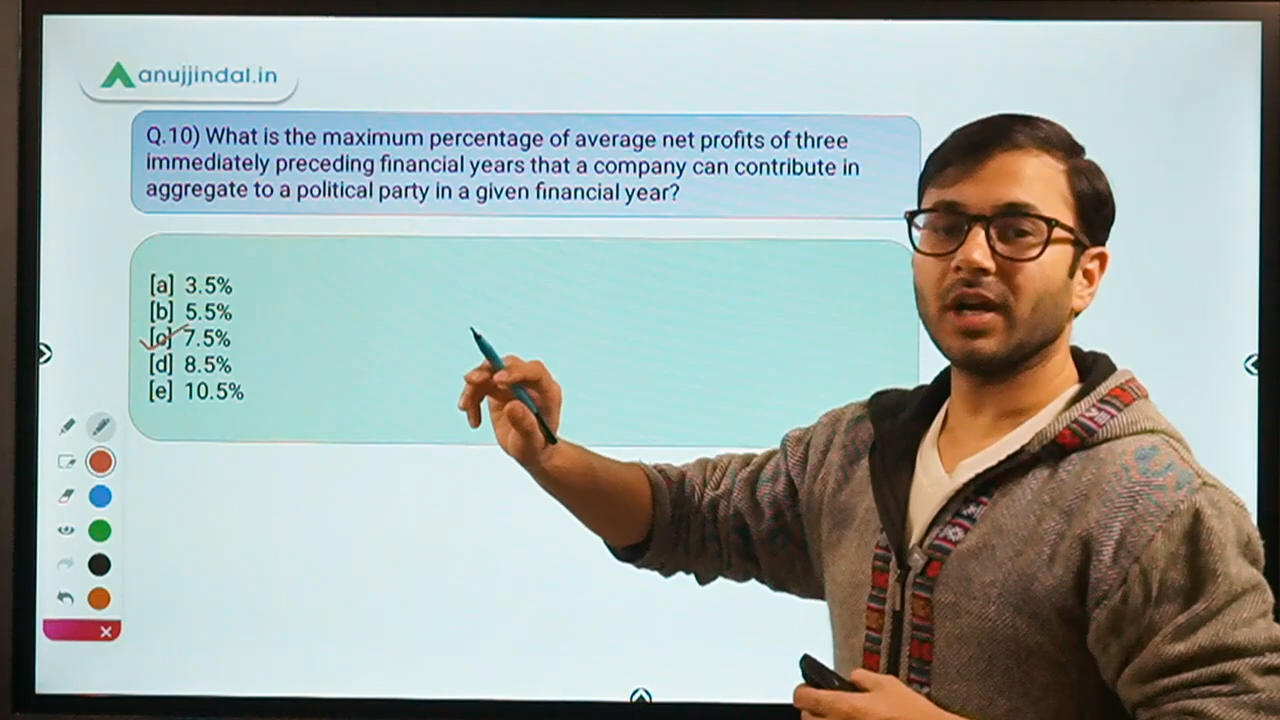 anujjindal.in
Q.10) What is the maximum percentage of average net profits of three
immediately preceding financial years that a company can contribute in
aggregate to a political party in a given financial year?
[a] 3.5%
[b] 5.5%
[c] 7.5%
[d] 8.5%
[e] 10.5%